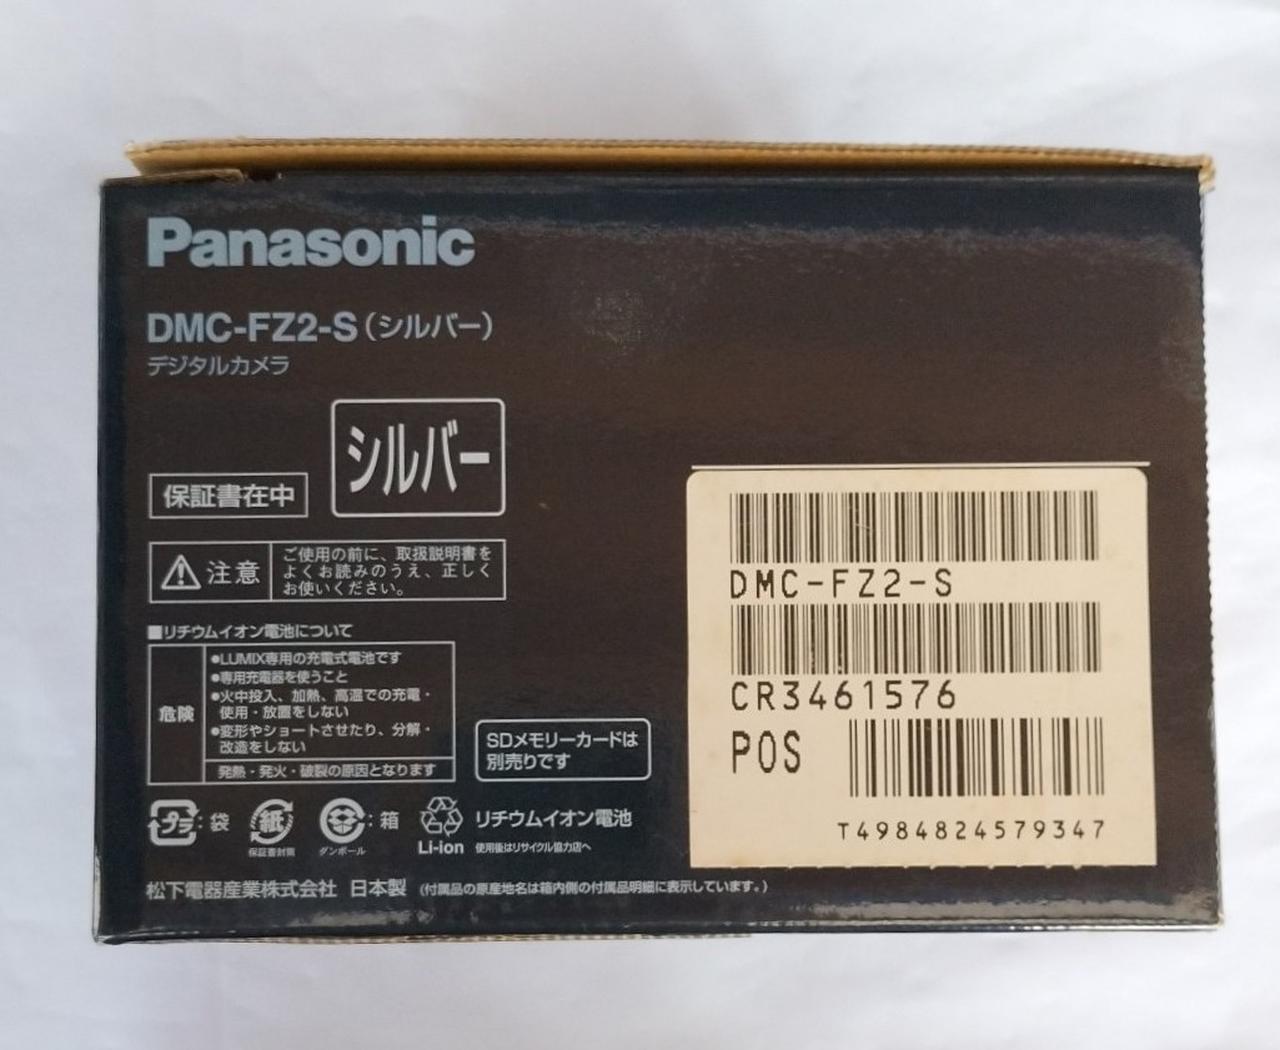 Panasonic
DMC-FZ2-S(シルバー)
デジタルカメラ
シルバー
保証書在中
注意
ご使用の前に、取扱説明書を
よくお読みのうえ、正しく
お使いください。
■リチウムイオン電池について
危険
●LUMIX専用の充電式電池です
●専用充電器を使うこと
●火中投入、加熱、高温での充電・
使用・放置をしない
●変形やショートさせたり、分解・
改造をしない
発熱・発火・破裂の原因となります
SDメモリーカードは
別売りです
プラ:袋
紙
保証書封筒
:箱
ダンボール
Li-ion
リチウムイオン電池
使用後はリサイクル協力店へ
松下電器産業株式会社 日本製 (付属品の原産地名は箱内側の付属品明細に表示しています。)
DMC-FZ2-S
CR3461576
POS
T4984824579347